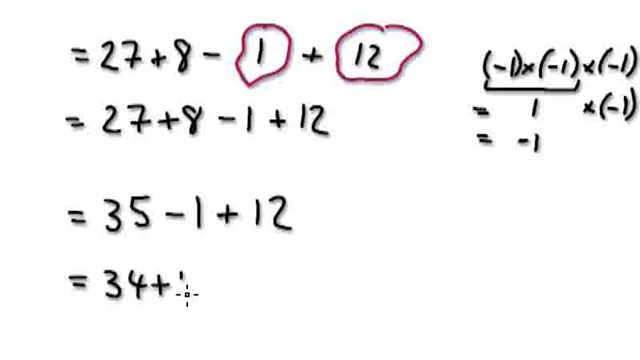 = 27 + 8 - 1 + 12
= 27 + 8 - 1 + 12
= 35 - 1 + 12
= 34 +
(-1) × (-1) × (-1)
= 1 × (-1)
= -1